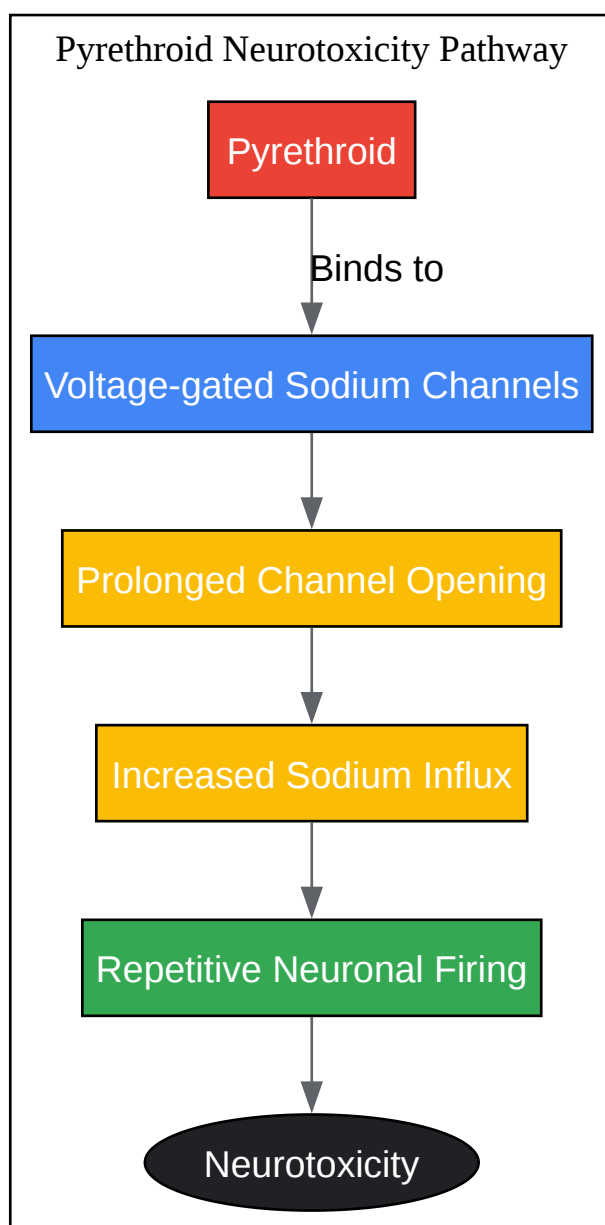 Pyrethroid Neurotoxicity Pathway
Pyrethroid
Binds to
Voltage-gated Sodium Channels
Prolonged Channel Opening
Increased Sodium Influx
Repetitive Neuronal Firing
Neurotoxicity